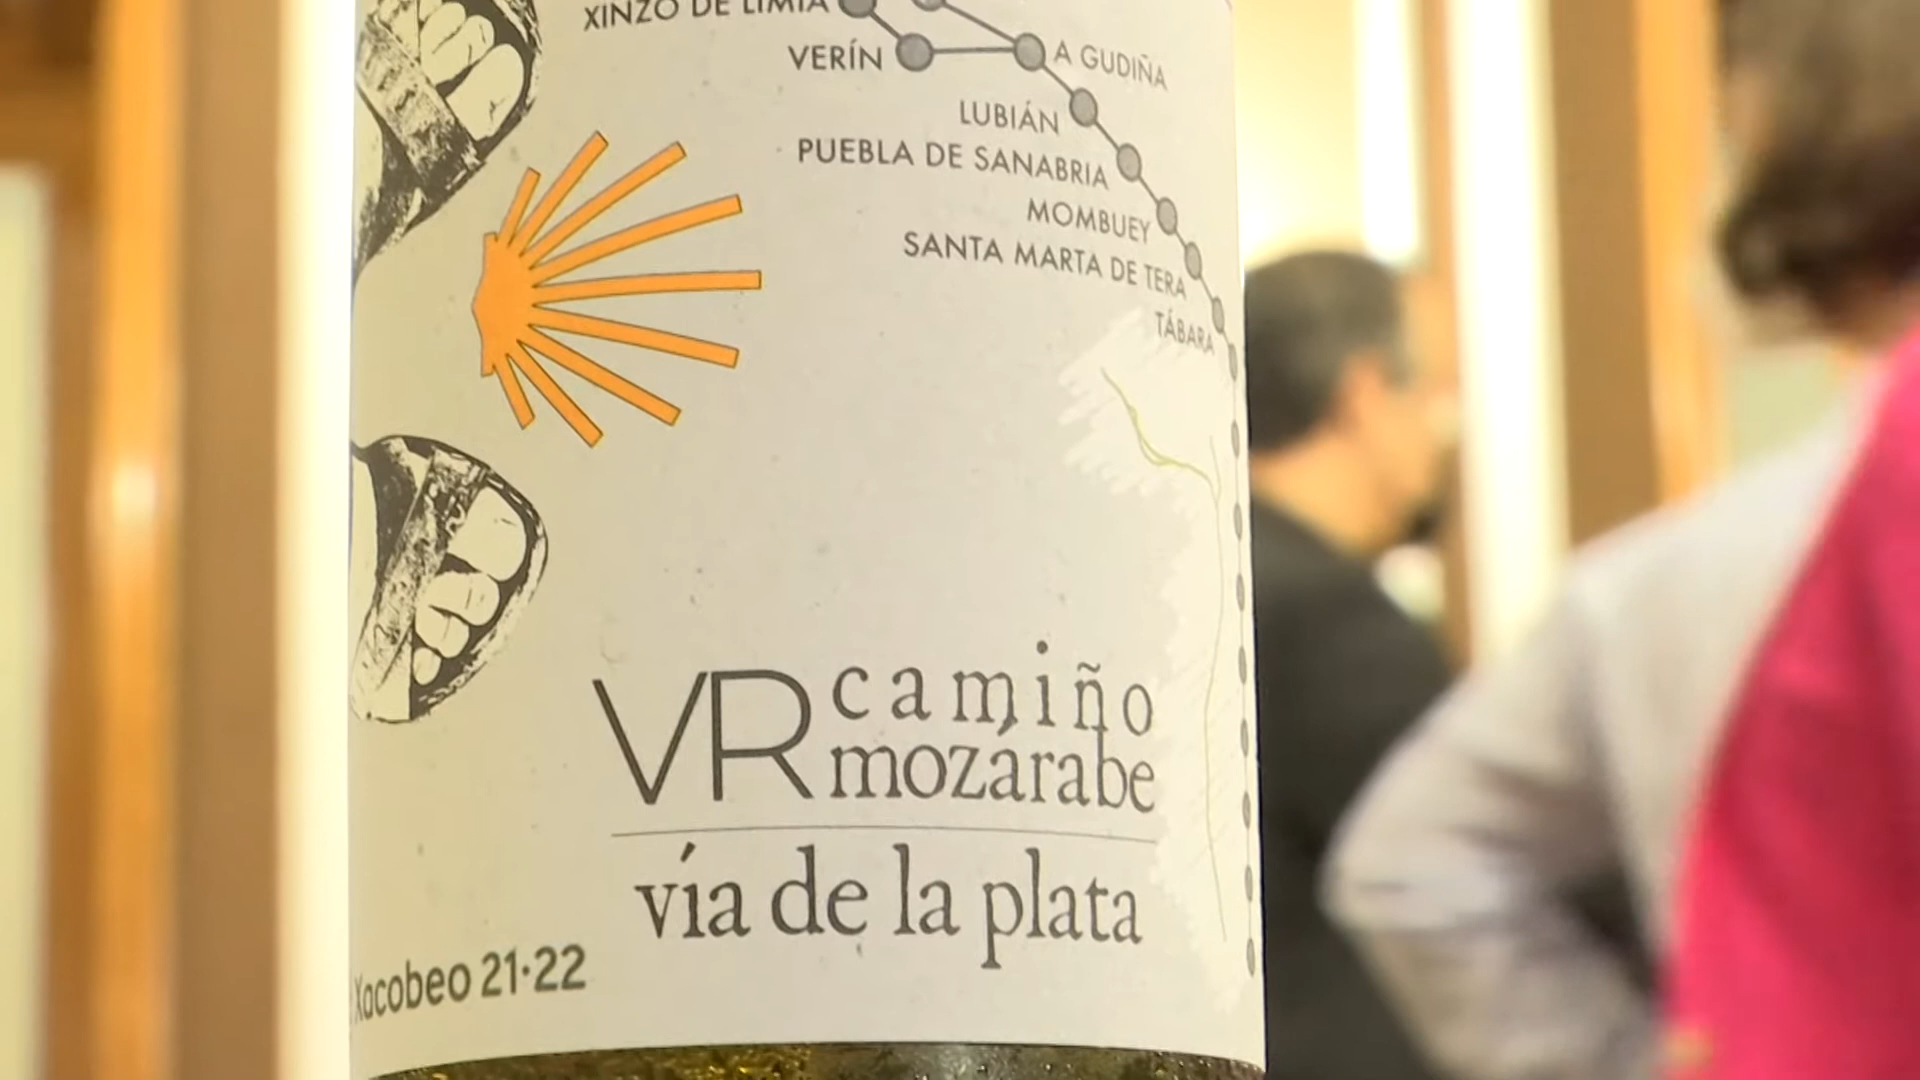 XINZO DE LIMIA
VERÍN
A GUDIÑA
LUBIÁN
PUEBLA DE SANABRIA
MOMBUEY
SANTA MARTA DE TERA
TÁBARA
VR camiño
mozárabe
vía de la plata
Xacobeo 21·22